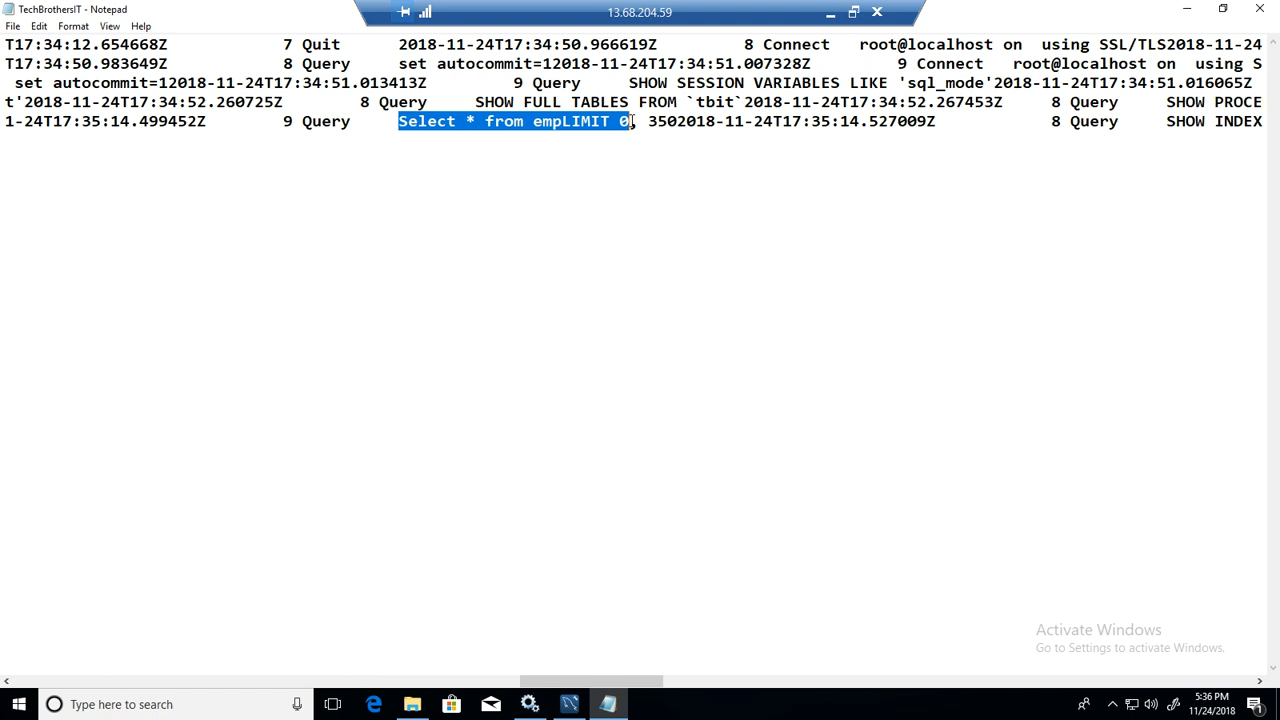 TechBrothersIT - Notepad
13.68.204.59
File Edit Format View Help
T17:34:12.654668Z 7 Quit 2018-11-24T17:34:50.966619Z 8 Connect root@localhost on using SSL/TLS2018-11-24
T17:34:50.983649Z 8 Query set autocommit=12018-11-24T17:34:51.007328Z 9 Connect root@localhost on using S
set autocommit=12018-11-24T17:34:51.013413Z 9 Query SHOW SESSION VARIABLES LIKE 'sql_mode'2018-11-24T17:34:51.016065Z
t'2018-11-24T17:34:52.260725Z 8 Query SHOW FULL TABLES FROM `tbit`2018-11-24T17:34:52.267453Z 8 Query SHOW PROCE
1-24T17:35:14.499452Z 9 Query Select * from empLIMIT 0, 3502018-11-24T17:35:14.527009Z 8 Query SHOW INDEX
Activate Windows
Go to Settings to activate Windows.
Type here to search
5:36 PM
11/24/2018
1